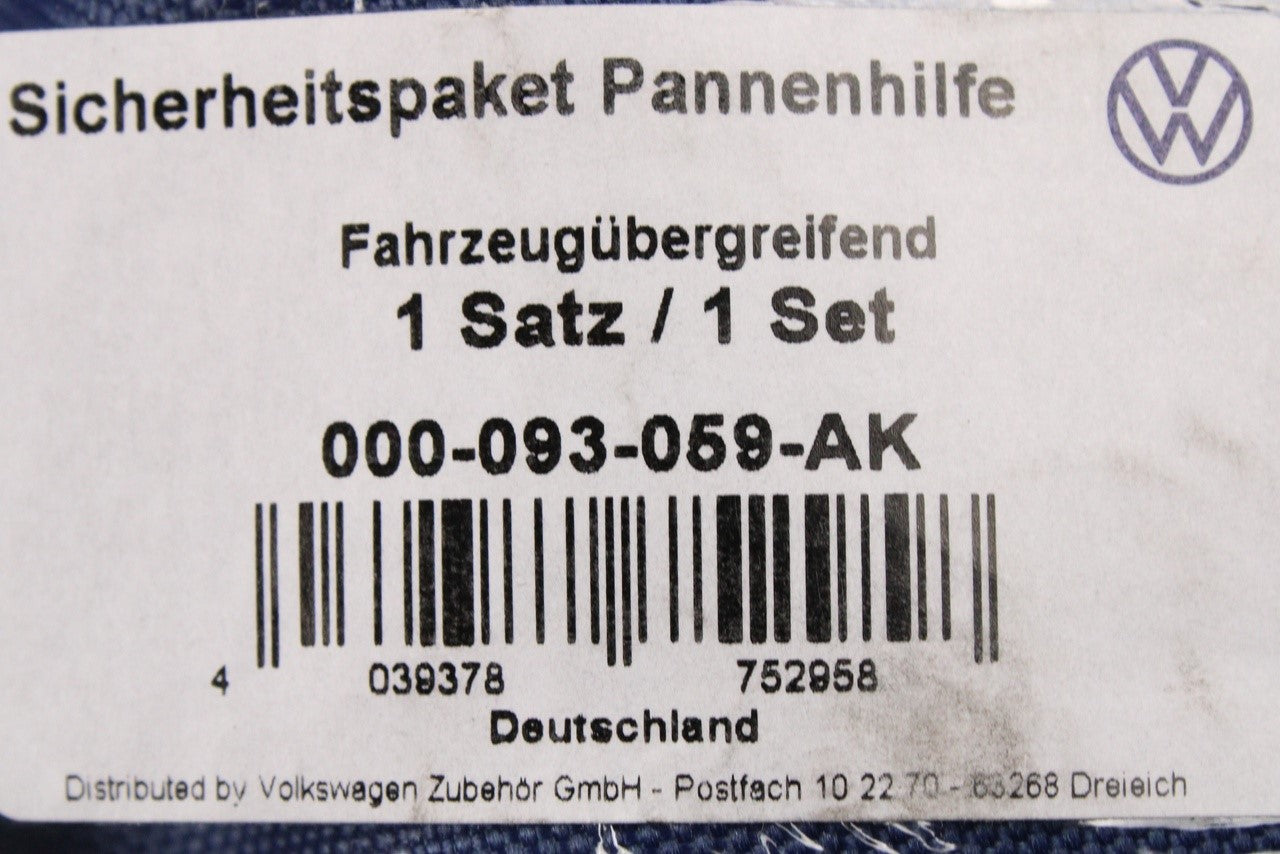 Sicherheitspaket Pannenhilfe
Fahrzeugübergreifend
1 Satz / 1 Set
000-093-059-AK
4 039378 752958
Deutschland
Distributed by Volkswagen Zubehör GmbH - Postfach 10 22 70 - 63268 Dreieich